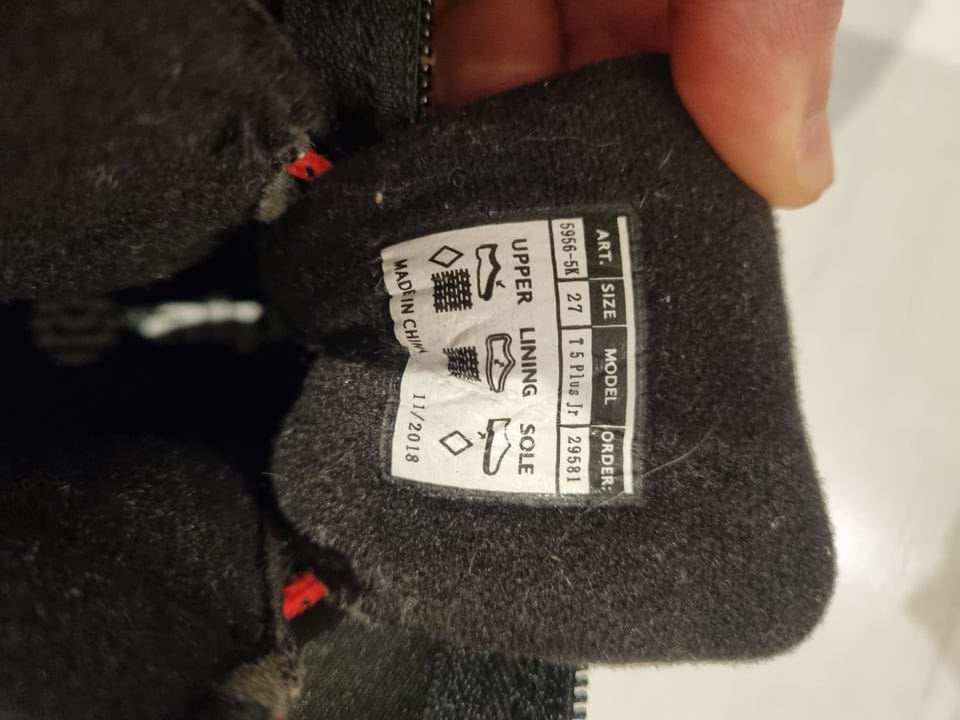 ART. SIZE MODEL ORDER:
5956-5K 27 T5 Plus Jr 29581
UPPER LINING SOLE
MADE IN CHINA 11/2018